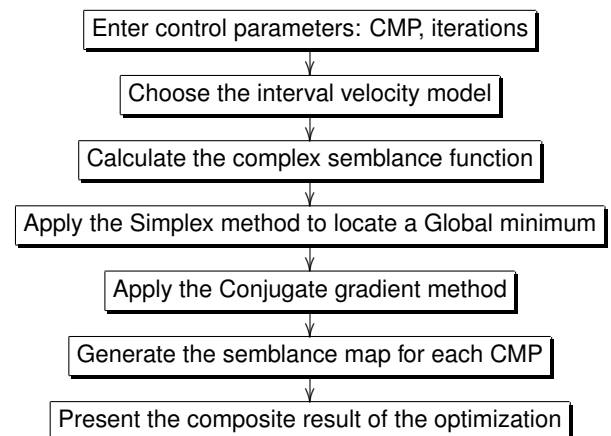 Enter control parameters: CMP, iterations
Choose the interval velocity model
Calculate the complex semblance function
Apply the Simplex method to locate a Global minimum
Apply the Conjugate gradient method
Generate the semblance map for each CMP
Present the composite result of the optimization